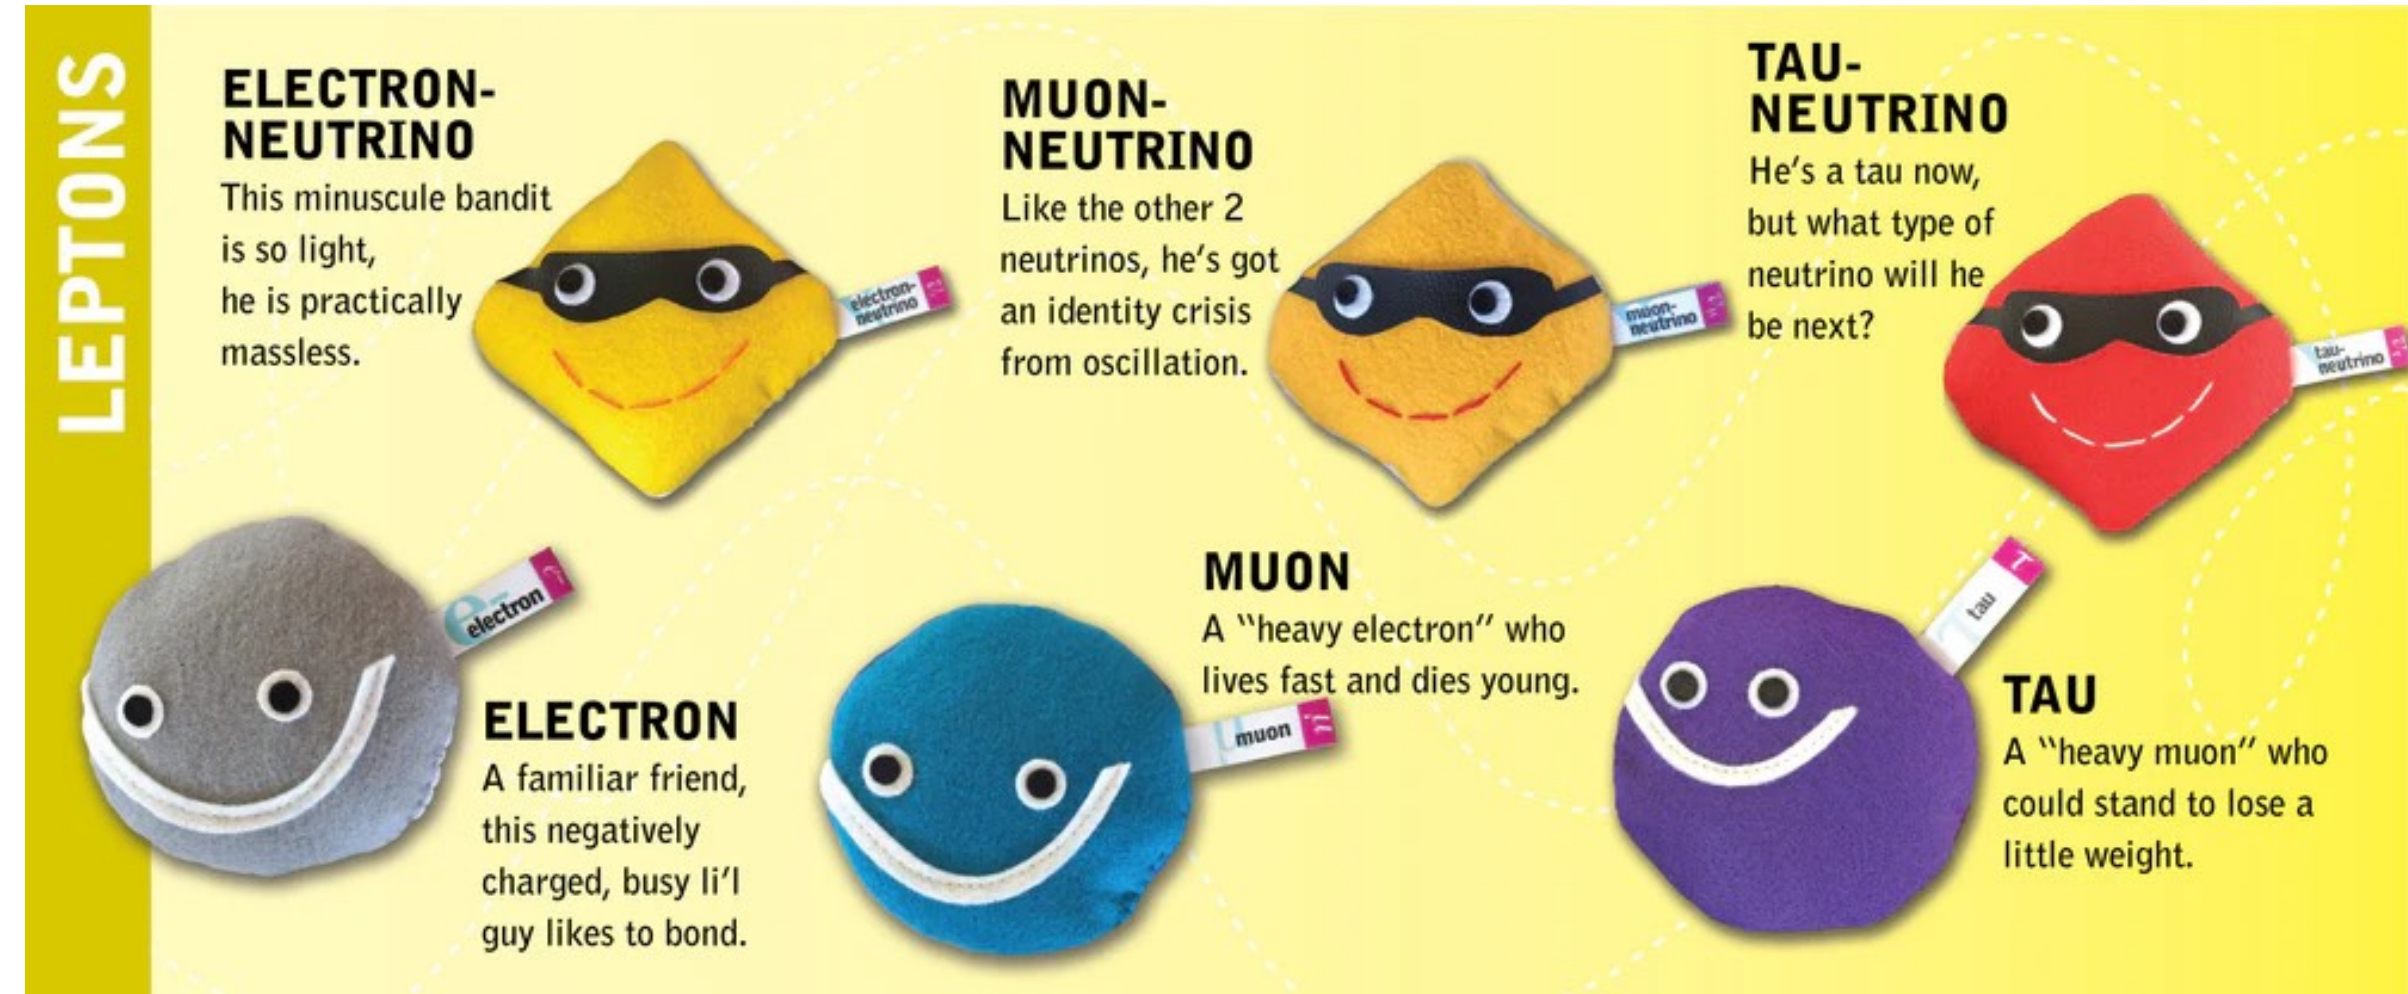 LEPTONS
ELECTRON-
NEUTRINO
This minuscule bandit
is so light,
he is practically
massless.
electron-
neutrino
MUON-
NEUTRINO
Like the other 2
neutrinos, he's got
an identity crisis
from oscillation.
muon-
neutrino
TAU-
NEUTRINO
He's a tau now,
but what type of
neutrino will he
be next?
tau-
neutrino
electron
ELECTRON
A familiar friend,
this negatively
charged, busy li'l
guy likes to bond.
MUON
A "heavy electron" who
lives fast and dies young.
muon
tau
TAU
A "heavy muon" who
could stand to lose a
little weight.